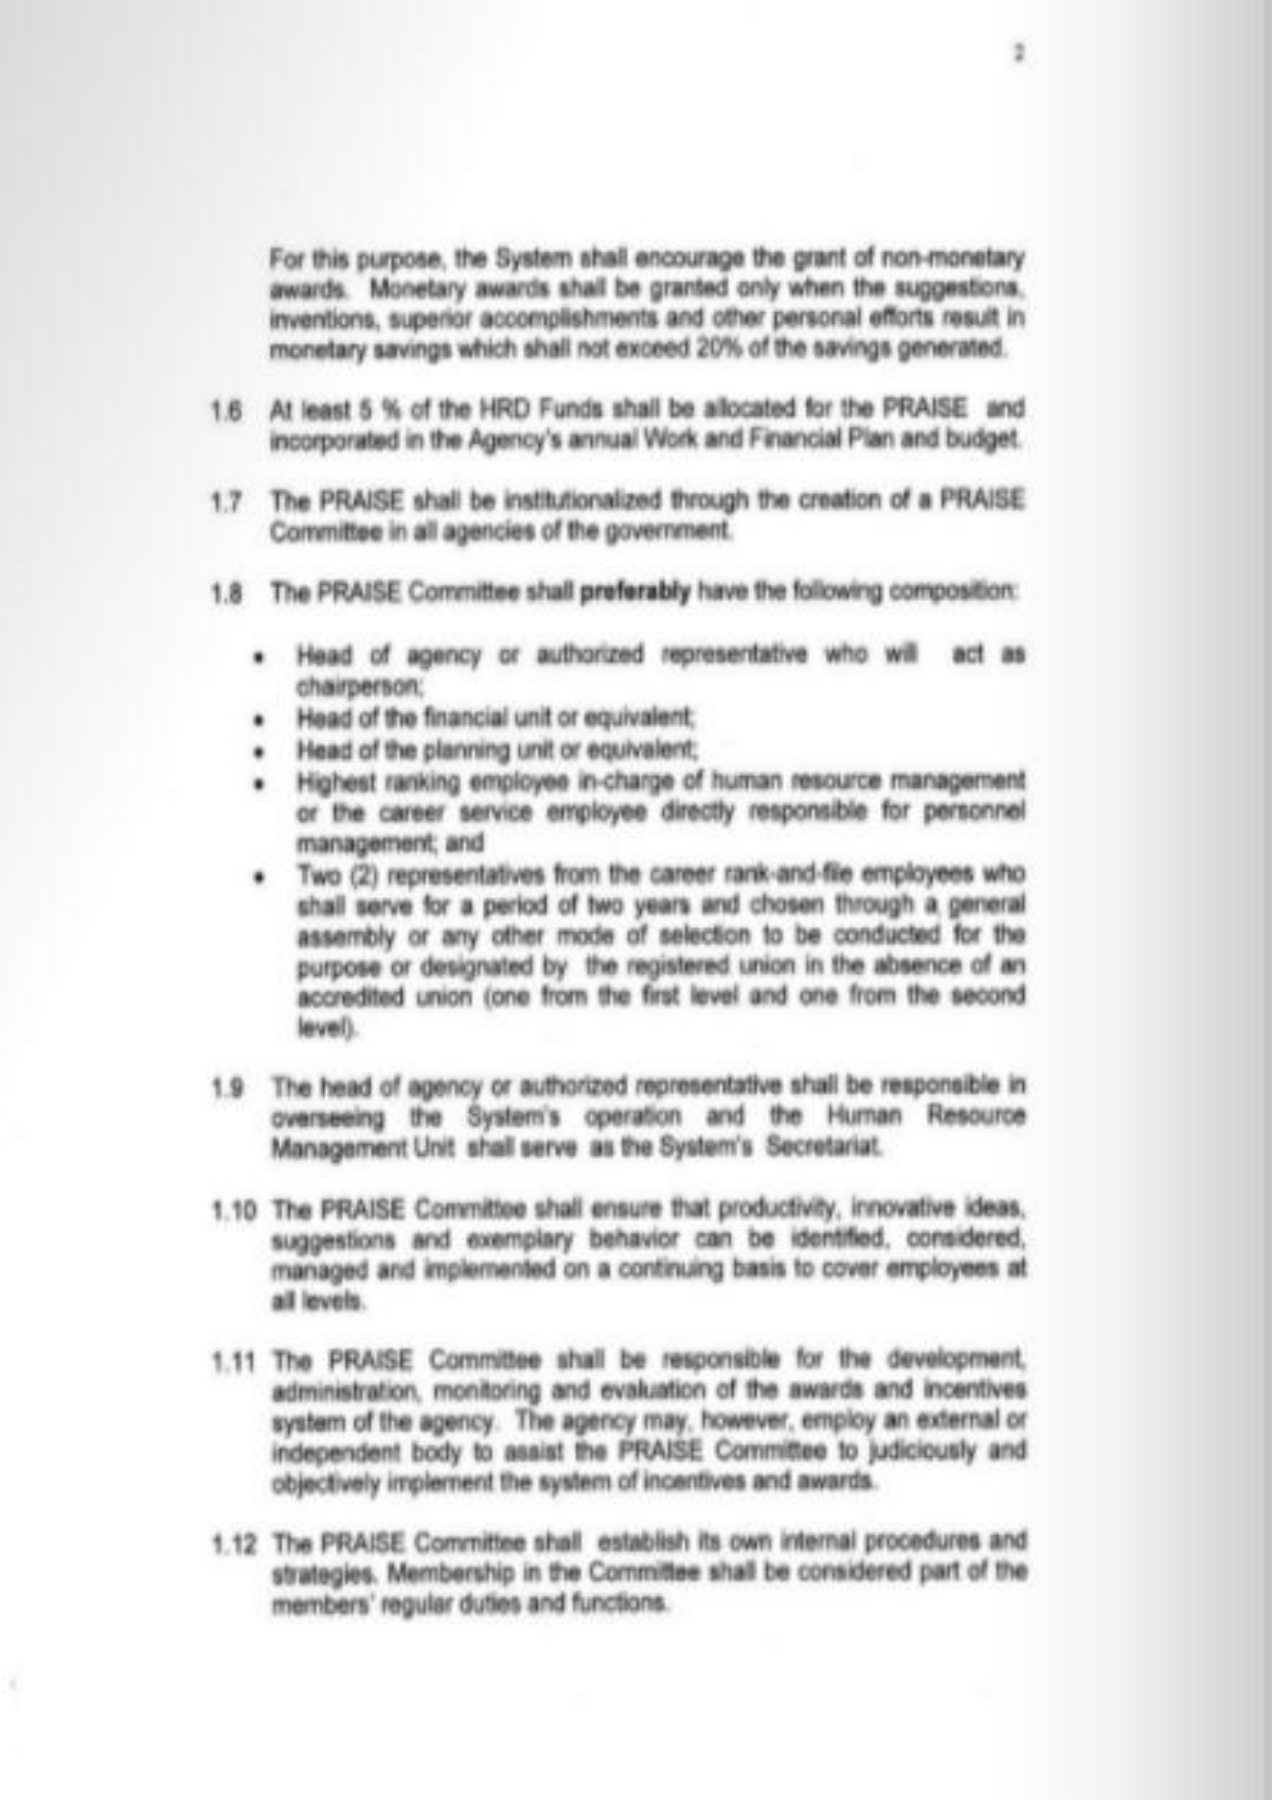 2
For this purpose, the System shall encourage the grant of non-monetary
awards. Monetary awards shall be granted only when the suggestions,
inventions, superior accomplishments and other personal efforts result in
monetary savings which shall not exceed 20% of the savings generated.
1.6 At least 5 % of the HRD Funds shall be allocated for the PRAISE and
incorporated in the Agency's annual Work and Financial Plan and budget.
1.7 The PRAISE shall be institutionalized through the creation of a PRAISE
Committee in all agencies of the government.
1.8 The PRAISE Committee shall preferably have the following composition:
• Head of agency or authorized representative who will act as
chairperson;
• Head of the financial unit or equivalent;
• Head of the planning unit or equivalent;
• Highest ranking employee in-charge of human resource management
or the career service employee directly responsible for personnel
management; and
• Two (2) representatives from the career rank-and-file employees who
shall serve for a period of two years and chosen through a general
assembly or any other mode of selection to be conducted for the
purpose or designated by the registered union in the absence of an
accredited union (one from the first level and one from the second
level).
1.9 The head of agency or authorized representative shall be responsible in
overseeing the System's operation and the Human Resource
Management Unit shall serve as the System's Secretariat.
1.10 The PRAISE Committee shall ensure that productivity, innovative ideas,
suggestions and exemplary behavior can be identified, considered,
managed and implemented on a continuing basis to cover employees at
all levels.
1.11 The PRAISE Committee shall be responsible for the development,
administration, monitoring and evaluation of the awards and incentives
system of the agency. The agency may, however, employ an external or
independent body to assist the PRAISE Committee to judiciously and
objectively implement the system of incentives and awards.
1.12 The PRAISE Committee shall establish its own internal procedures and
strategies. Membership in the Committee shall be considered part of the
members' regular duties and functions.